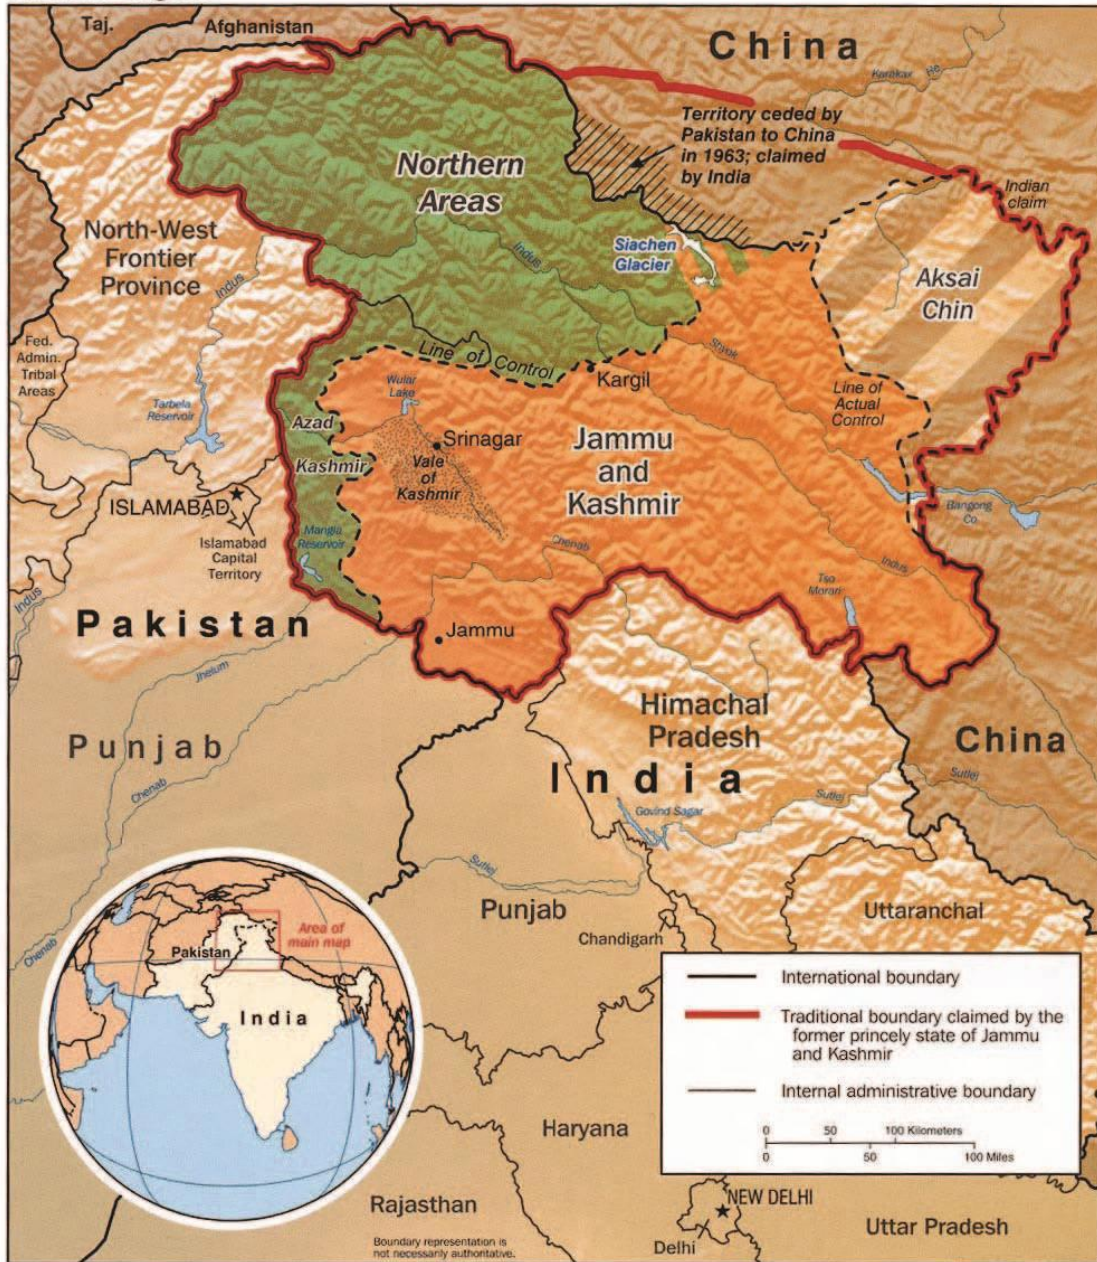 Taj.
Afghanistan
China
Karakax He
Territory ceded by
Pakistan to China
in 1963; claimed
by India
Indian
claim
Northern
Areas
North-West
Frontier
Province
Indus
Indus
Siachen
Glacier
Aksai
Chin
Fed.
Admin.
Tribal
Areas
Tarbela
Reservoir
Line of Control
Shyok
Kargil
Line of
Actual
Control
Wular
Lake
Azad
Kashmir
Srinagar
Vale
of
Kashmir
Jammu
and
Kashmir
ISLAMABAD
Islamabad
Capital
Territory
Mangla
Reservoir
Bangong
Co
Chenab
Indus
Tso
Morari
Indus
Pakistan
Jammu
Jhelum
Himachal
Pradesh
Punjab
China
India
Chenab
Sutlej
Govind Sagar
Sutlej
Sutlej
Punjab
Uttaranchal
Chandigarh
Chenab
Area of
main map
Pakistan
India
International boundary
Traditional boundary claimed by the
former princely state of Jammu
and Kashmir
Internal administrative boundary
0 50 100 Kilometers
0 50 100 Miles
Haryana
Rajasthan
NEW DELHI
Delhi
Uttar Pradesh
Boundary representation is
not necessarily authoritative.